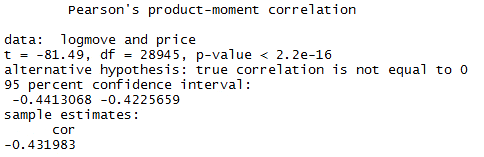 Pearson's product-moment correlation
data:  logmove and price
t = -81.49, df = 28945, p-value < 2.2e-16
alternative hypothesis: true correlation is not equal to 0
95 percent confidence interval:
 -0.4413068 -0.4225659
sample estimates:
      cor
-0.431983